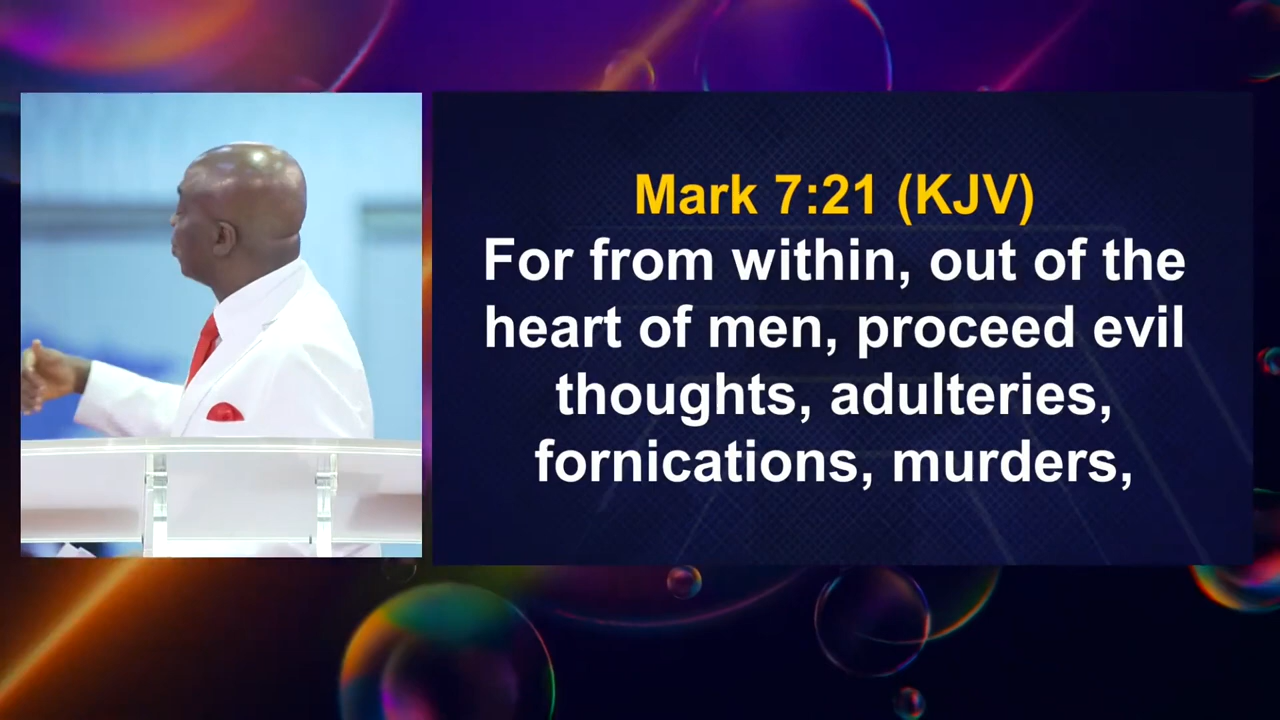 Mark 7:21 (KJV)
For from within, out of the
heart of men, proceed evil
thoughts, adulteries,
fornications, murders,